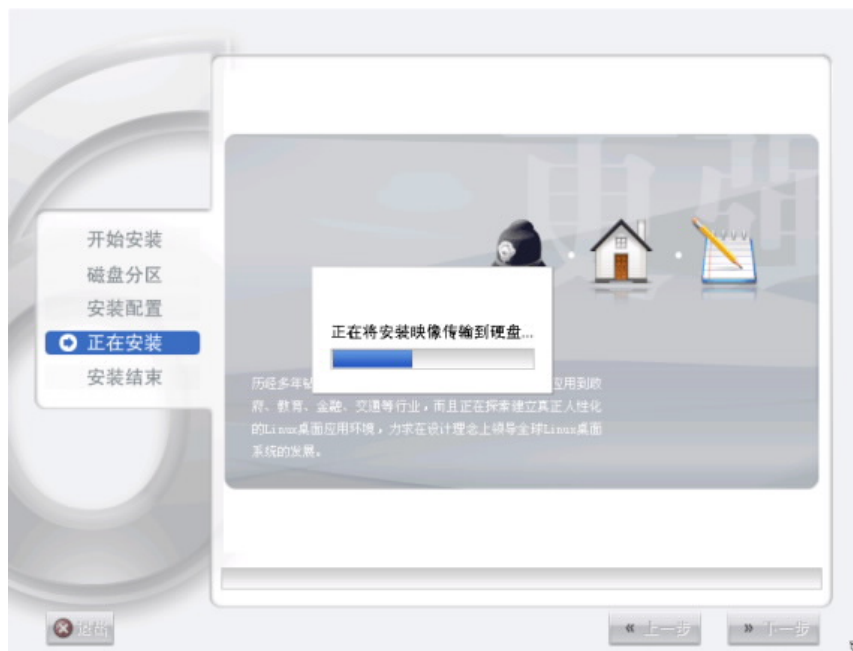 开始安装
磁盘分区
安装配置
正在安装
安装结束
正在将安装映像传输到硬盘...
历经多年 应用到政
府、教育、金融、交通等行业，而且正在探索建立真正人性化
的Linux桌面应用环境，力求在设计理念上领导全球Linux桌面
系统的发展。
退出
« 上一步
» 下一步